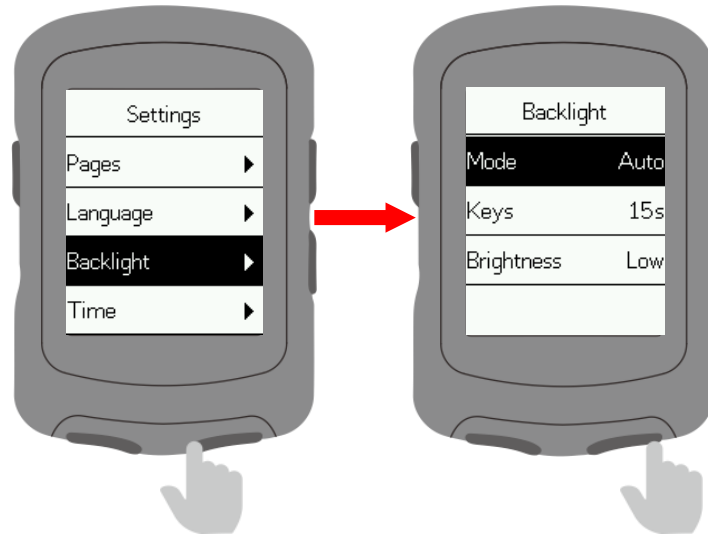 Settings
Pages
Language
Backlight
Time
Backlight
Mode Auto
Keys 15s
Brightness Low